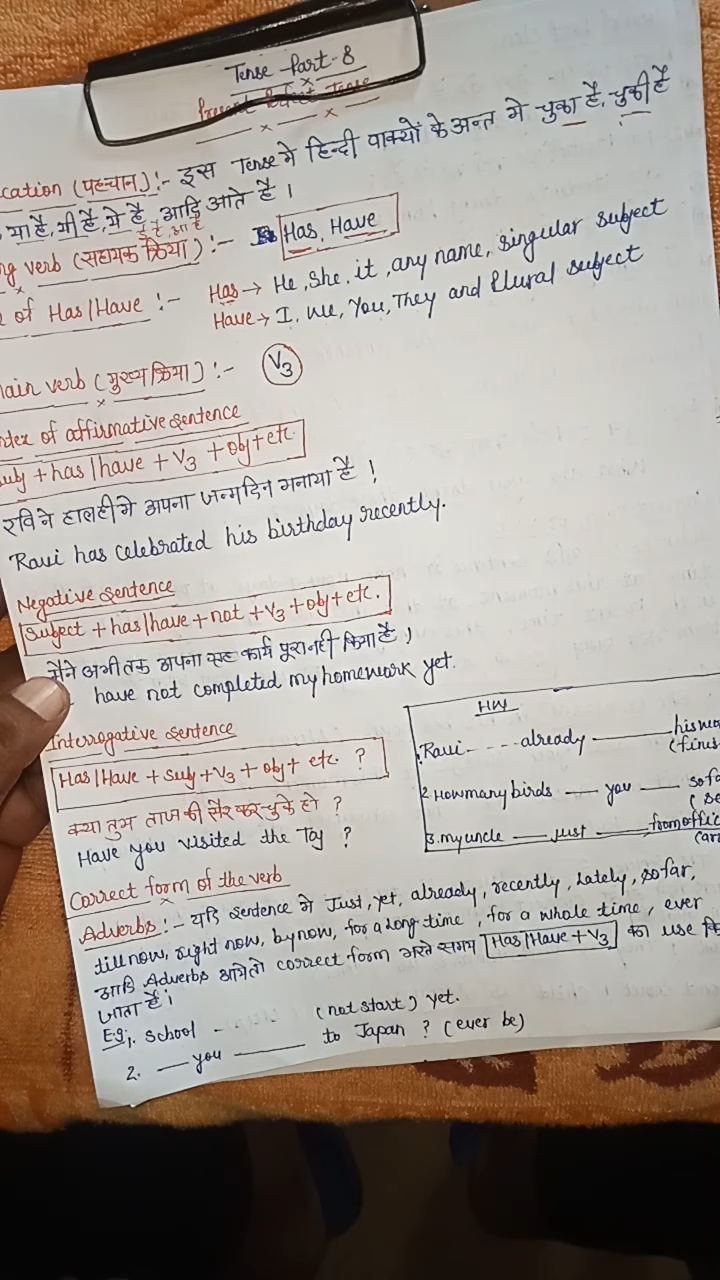 Tense Part-8
Present Perfect Tense
cation (पहचान) :- इस Tense मे हिन्दी वाक्यों के अन्त मे चुका है, चुकी है
या है, यी है, ये है, आदि आते है ।
ई है आ है
ng verb (सहायक क्रिया) :- Has, Have
of Has/Have :- Has → He, She, it, any name, singular subject
Have → I, we, You, They and Plural subject
ain verb (मुख्य क्रिया) :- V3
of affirmative sentence
Sub + has/have + V3 + obj + etc.
रवि ने हालही मे अपना जन्मदिन मनाया है !
Ravi has celebrated his birthday recently.
Negative sentence
Subject + has/have + not + V3 + obj + etc.
मैंने अभी तक अपना कार्य पूरा नही किया है ।
have not completed my homework yet.
Interrogative sentence
Has/Have + Sub + V3 + obj + etc. ?
क्या तुम ताज की सैर कर चुके हो ?
Have you visited the Taj ?
HW
Ravi ---- already ——
2. How many birds — you —
3. my uncle — just —
Correct form of the verb
Adverbs :- यदि sentence मे Just, yet, already, recently, lately, so far,
till now, right now, by now, for a long time, for a whole time, ever
आदि Adverbs आये तो correct form भरते समय Has/Have + V3 का use
जाता है ।
E.g; 1. School - (not start) yet.
2. — you —— to Japan ? (ever be)